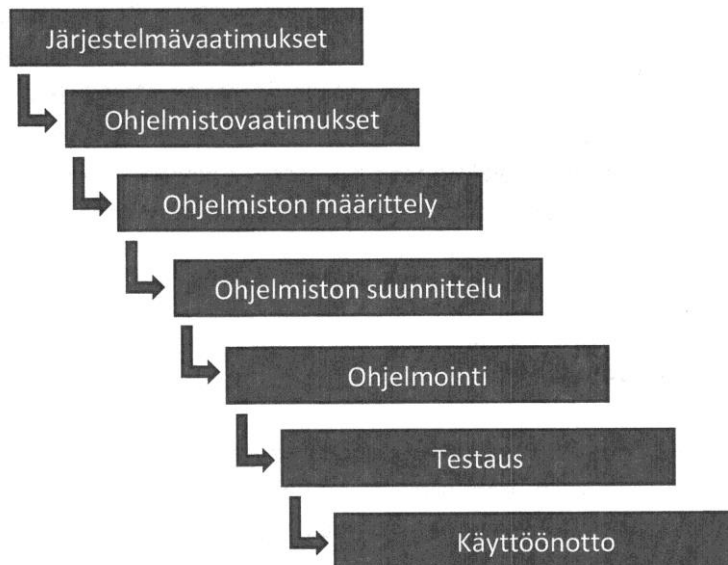 Järjestelmävaatimukset
Ohjelmistovaatimukset
Ohjelmiston määrittely
Ohjelmiston suunnittelu
Ohjelmointi
Testaus
Käyttöönotto